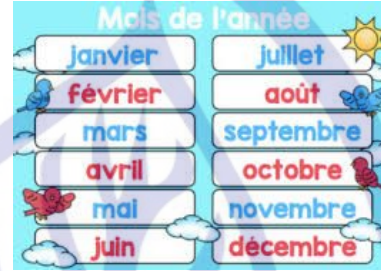 Mois de l'année
janvier
février
mars
avril
mai
juin
juillet
août
septembre
octobre
novembre
décembre